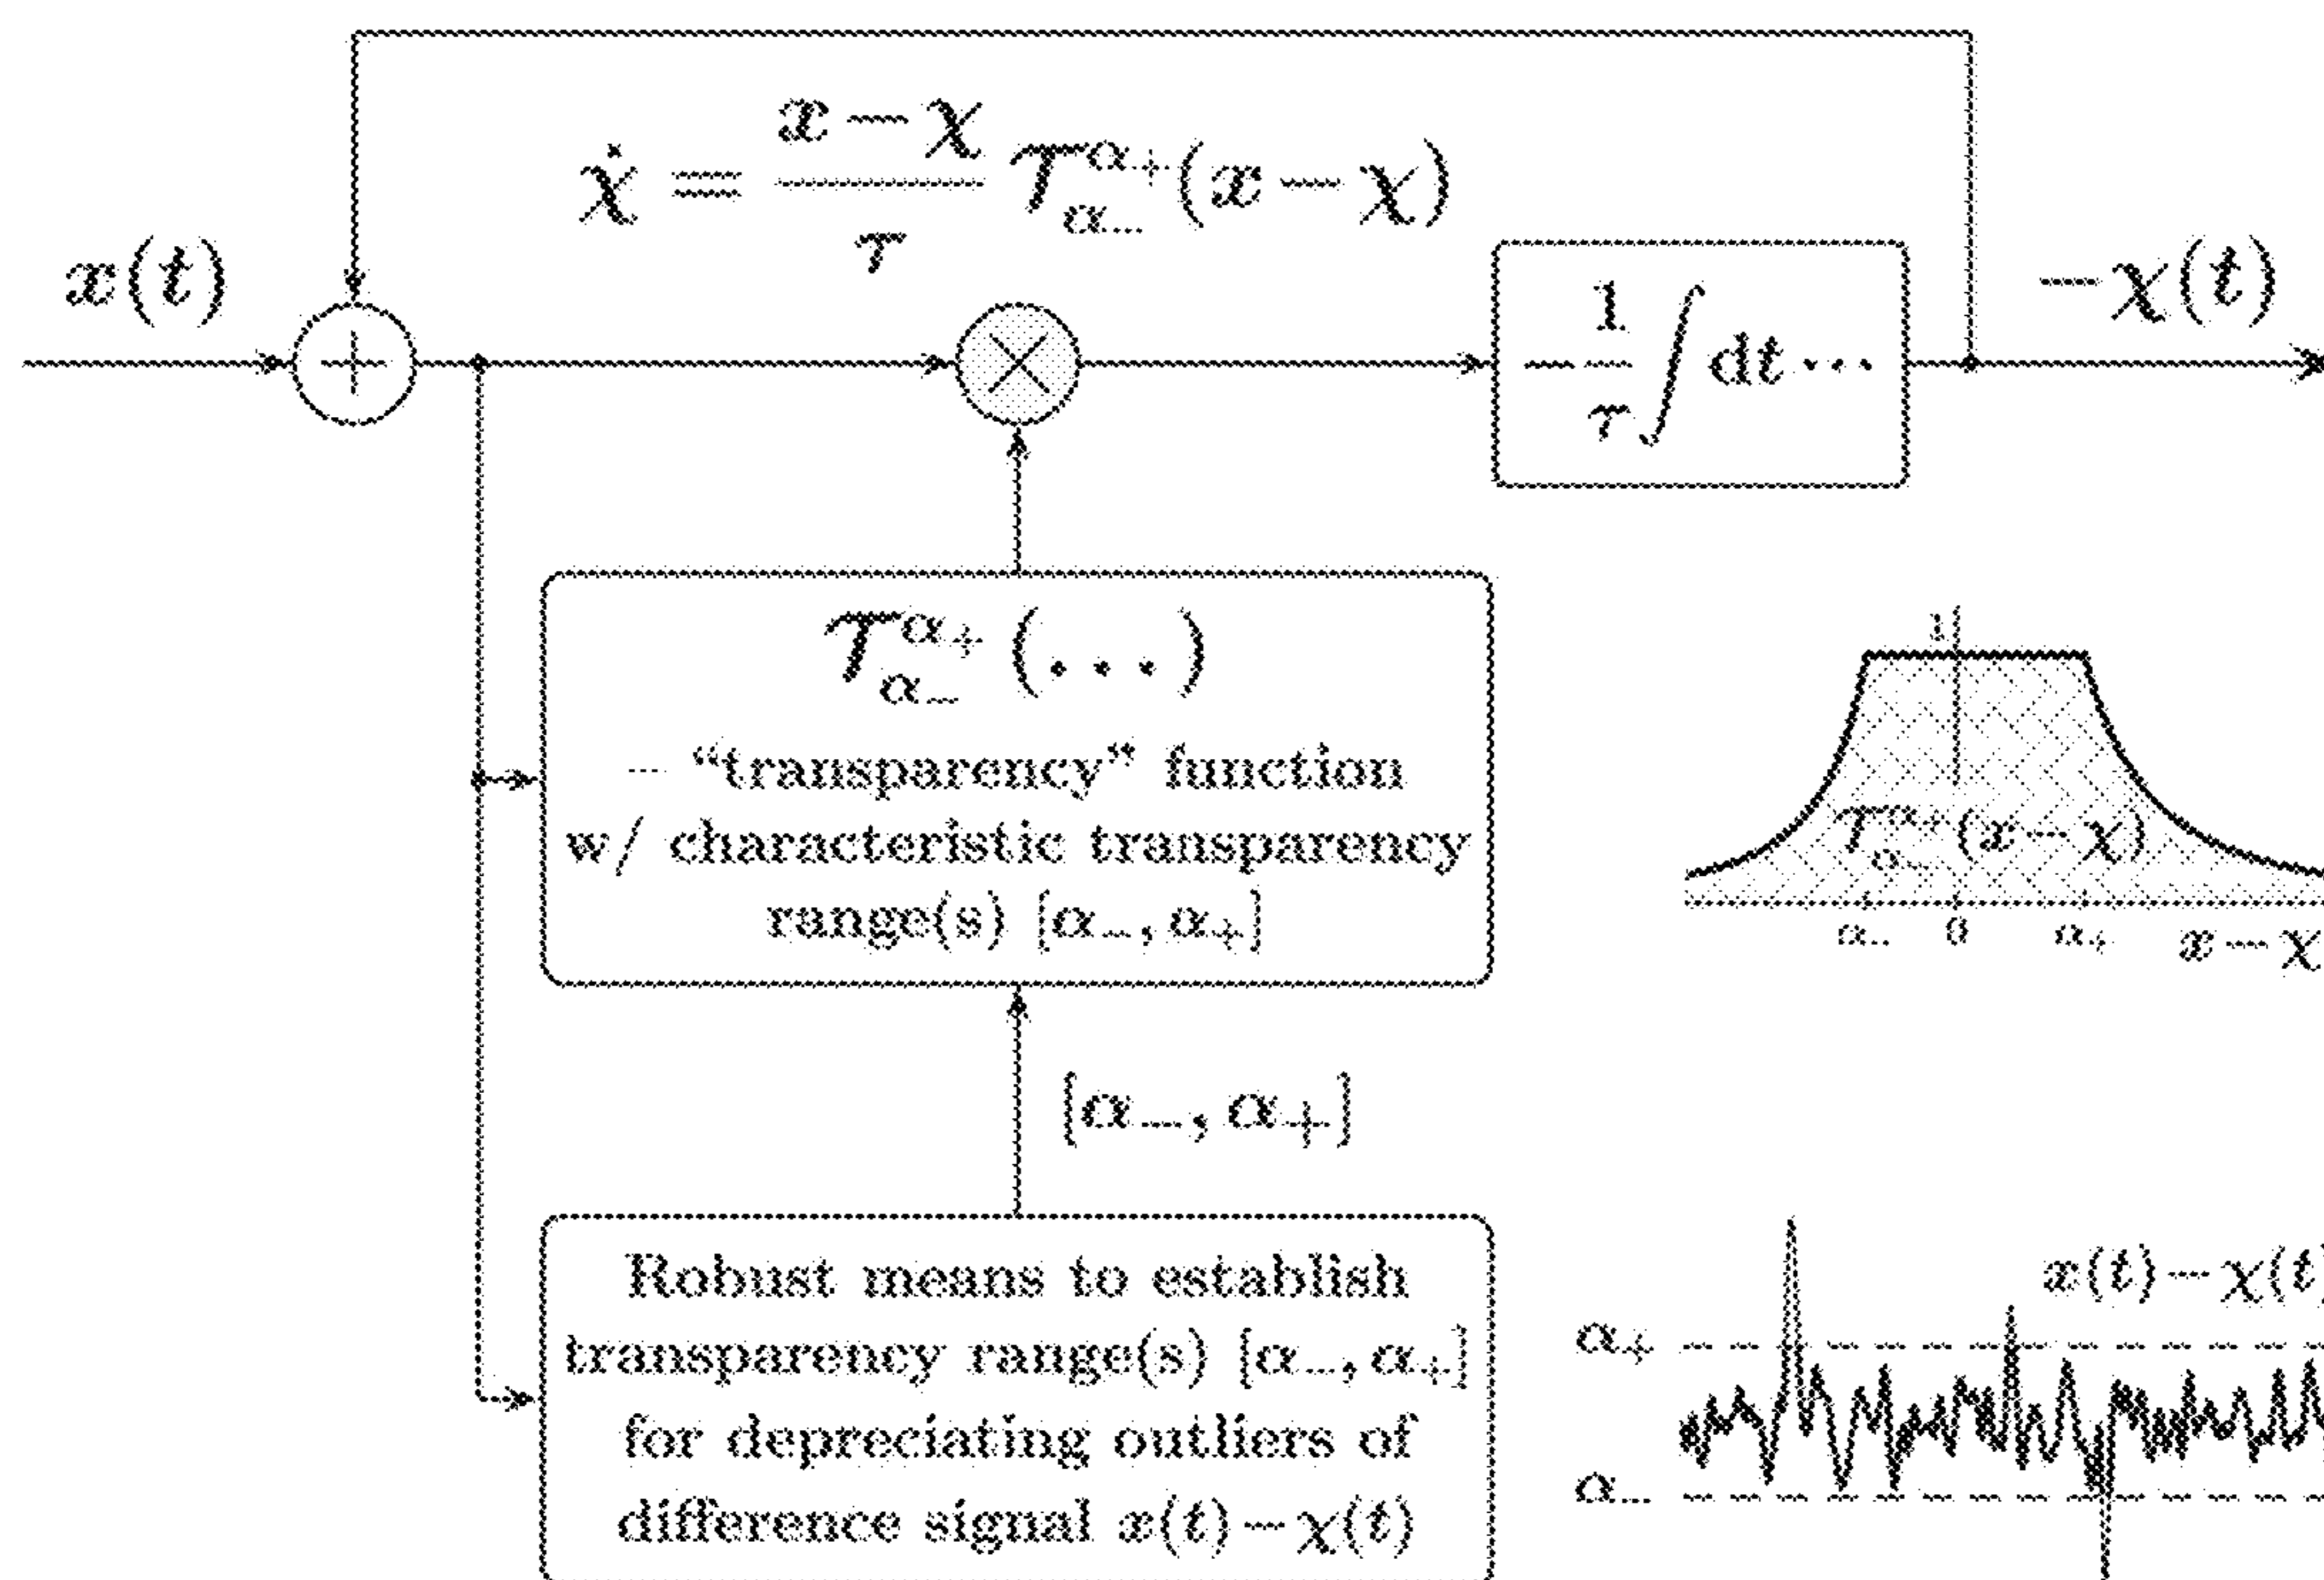 χ̇ = (x−χ)/τ 𝒯_{α−}^{α+}(x−χ)
x(t)
+
×
−1/τ ∫ dt ⋯
−χ(t)
𝒯_{α−}^{α+} (...)
– “transparency” function
w/ characteristic transparency
range(s) [α−, α+]
1
𝒯_{α−}^{α+}(x−χ)
α− 0 α+ x−χ
[α−, α+]
Robust means to establish
transparency range(s) [α−, α+]
for depreciating outliers of
difference signal x(t)−χ(t)
x(t)−χ(t)
α+
α−